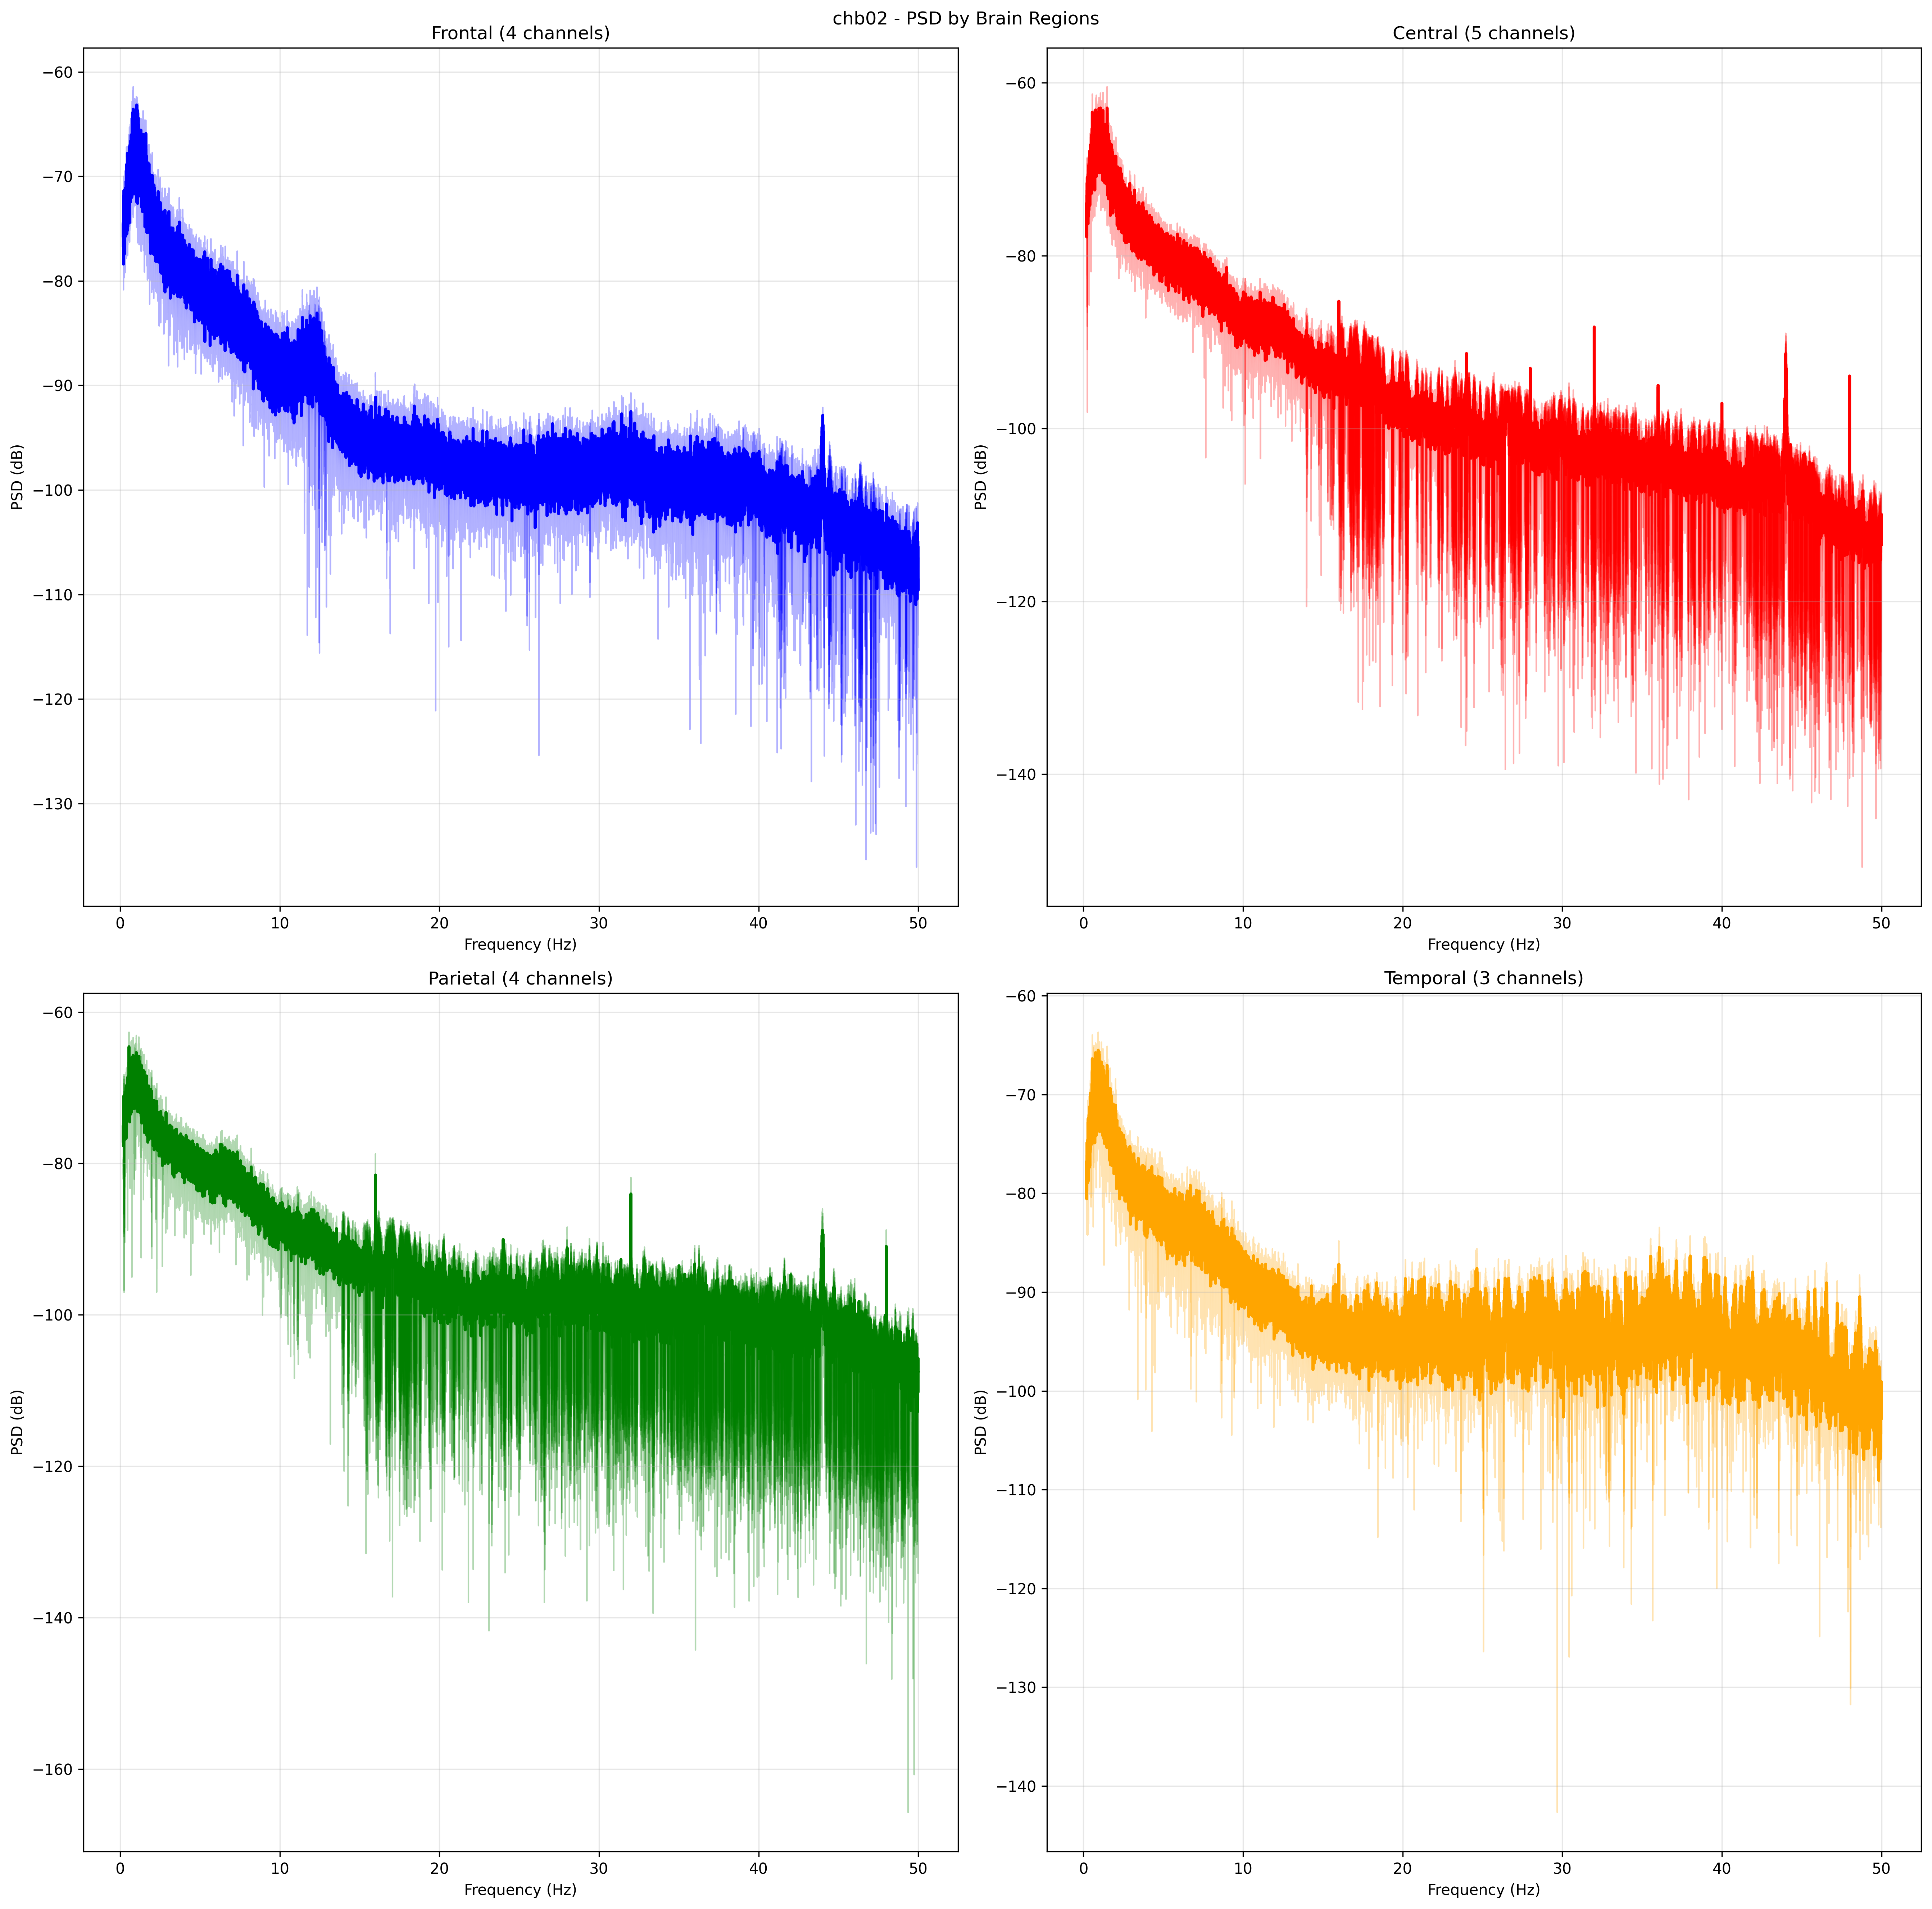 chb02 - PSD by Brain Regions
Frontal (4 channels)
−60
−70
−80
−90
−100
−110
−120
−130
PSD (dB)
0 10 20 30 40 50
Frequency (Hz)
Central (5 channels)
−60
−80
−100
−120
−140
PSD (dB)
0 10 20 30 40 50
Frequency (Hz)
Parietal (4 channels)
−60
−80
−100
−120
−140
−160
PSD (dB)
0 10 20 30 40 50
Frequency (Hz)
Temporal (3 channels)
−60
−70
−80
−90
−100
−110
−120
−130
−140
PSD (dB)
0 10 20 30 40 50
Frequency (Hz)